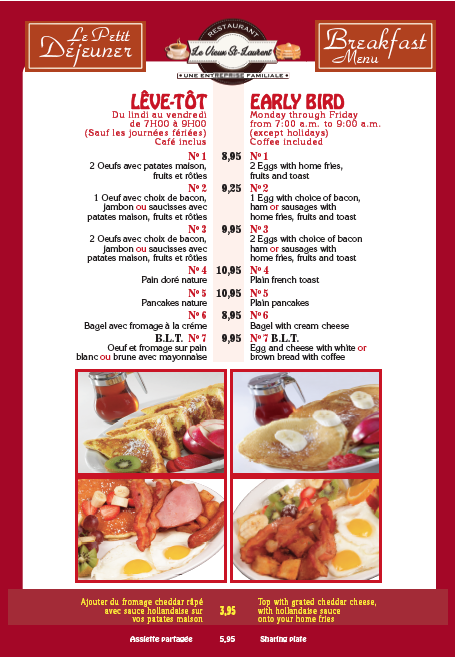 Le Petit
Déjeuner
RESTAURANT
Le Vieux St-Laurent
• UNE ENTREPRISE FAMILIALE •
Breakfast
Menu
LÊVE-TÔT
Du lindi au vendredi
de 7H00 à 9H00
(Sauf les journées fériées)
Café inclus
EARLY BIRD
Monday through Friday
from 7:00 a.m. to 9:00 a.m.
(except holidays)
Coffee included
Nº 1 8,95 Nº 1
2 Oeufs avec patates maison,
fruits et rôties
2 Eggs with home fries,
fruits and toast
Nº 2 9,25 Nº 2
1 Oeuf avec choix de bacon,
jambon ou saucisses avec
patates maison, fruits et rôties
1 Egg with choice of bacon,
ham or sausages with
home fries, fruits and toast
Nº 3 9,95 Nº 3
2 Oeufs avec choix de bacon,
jambon ou saucisses avec
patates maison, fruits et rôties
2 Eggs with choice of bacon
ham or sausages with
home fries, fruits and toast
Nº 4 10,95 Nº 4
Pain doré nature
Plain french toast
Nº 5 10,95 Nº 5
Pancakes nature
Plain pancakes
Nº 6 8,95 Nº 6
Bagel avec fromage à la créme
Bagel with cream cheese
B.L.T. Nº 7 9,95 Nº 7 B.L.T.
Oeuf et fromage sur pain
blanc ou brune avec mayonnaise
Egg and cheese with white or
brown bread with coffee
Ajouter du fromage cheddar râpé
avec sauce hollandaise sur
vos patates maison
3,95
Top with grated cheddar cheese,
with hollandaise sauce
onto your home fries
Assiette partagée 5,95 Sharing plate